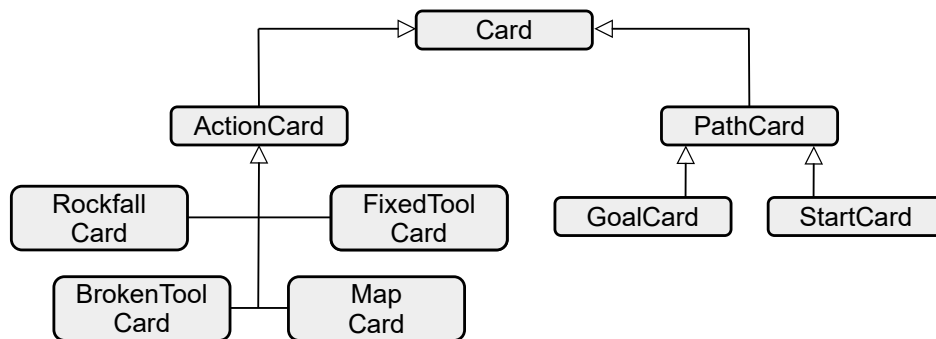 Card
ActionCard
PathCard
Rockfall
Card
FixedTool
Card
GoalCard
StartCard
BrokenTool
Card
Map
Card